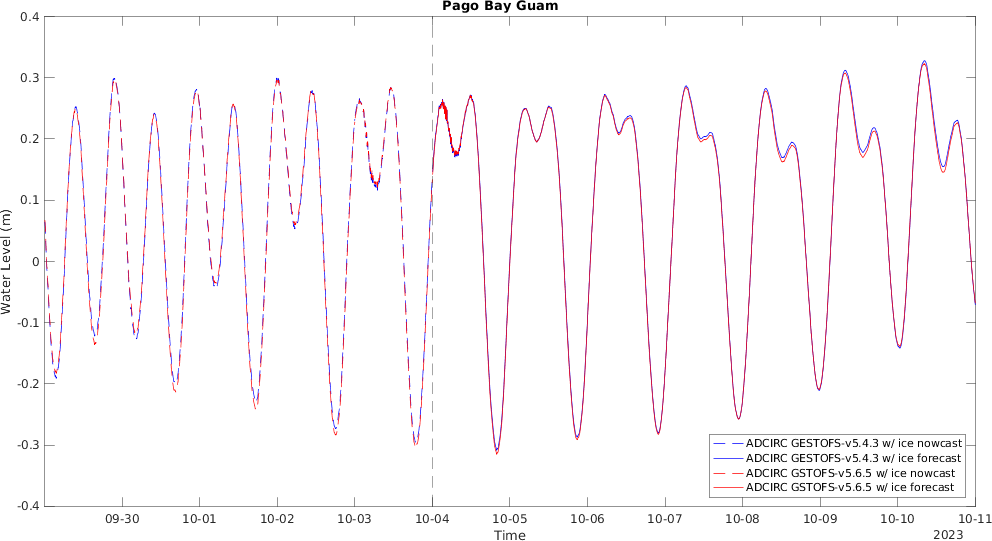 Pago Bay Guam
0.4
0.3
0.2
0.1
0
-0.1
-0.2
-0.3
-0.4
Water Level (m)
ADCIRC GESTOFS-v5.4.3 w/ ice nowcast
ADCIRC GESTOFS-v5.4.3 w/ ice forecast
ADCIRC GSTOFS-v5.6.5 w/ ice nowcast
ADCIRC GSTOFS-v5.6.5 w/ ice forecast
09-30 10-01 10-02 10-03 10-04 10-05 10-06 10-07 10-08 10-09 10-10 10-11
Time
2023